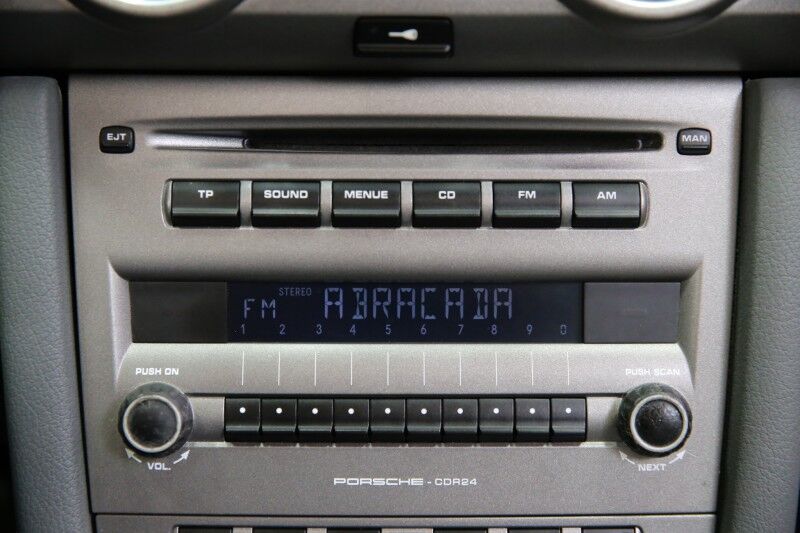 EJT MAN
TP SOUND MENUE CD FM AM
STEREO
FM ABRACADA
1 2 3 4 5 6 7 8 9 0
PUSH ON PUSH SCAN
VOL. NEXT
PORSCHE - CDR24